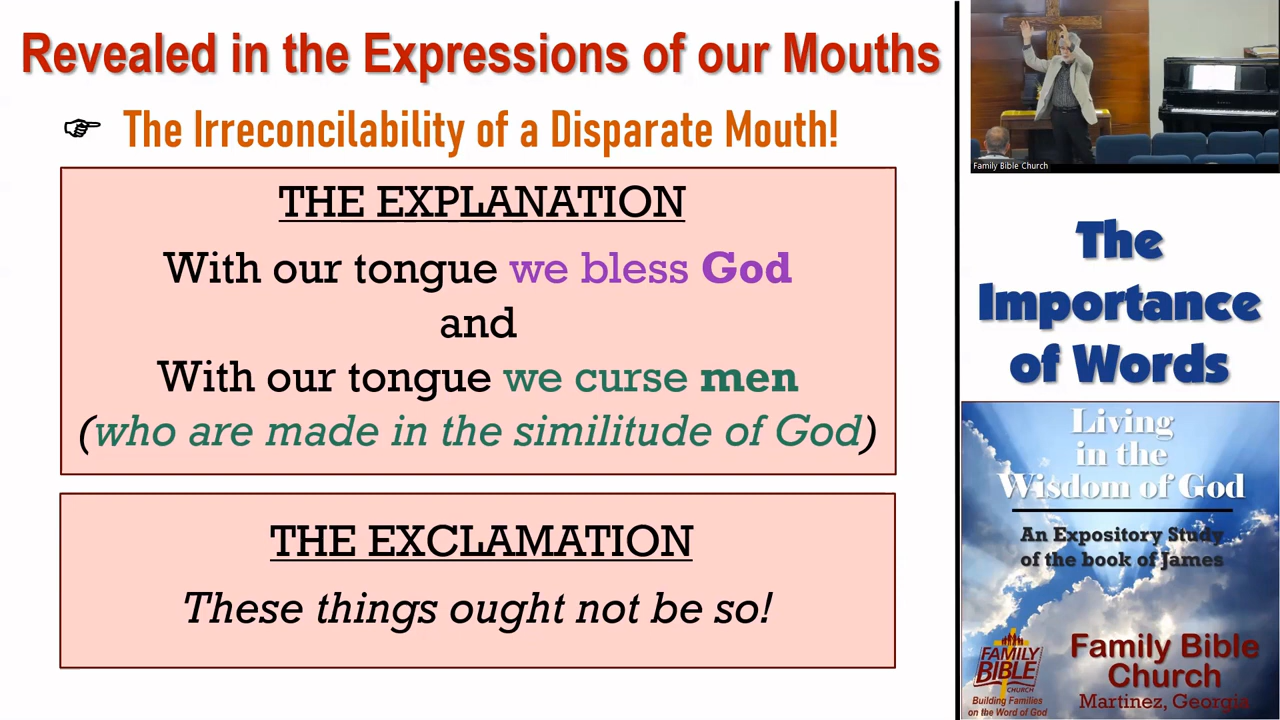 Revealed in the Expressions of our Mouths
☞ The Irreconcilability of a Disparate Mouth!
THE EXPLANATION
With our tongue we bless God
and
With our tongue we curse men
(who are made in the similitude of God)
THE EXCLAMATION
These things ought not be so!
Family Bible Church
The
Importance
of Words
Living
in the
Wisdom of God
An Expository Study
of the book of James
FAMILY
BIBLE
CHURCH
Building Families
on the Word of God
Family Bible
Church
Martinez, Georgia